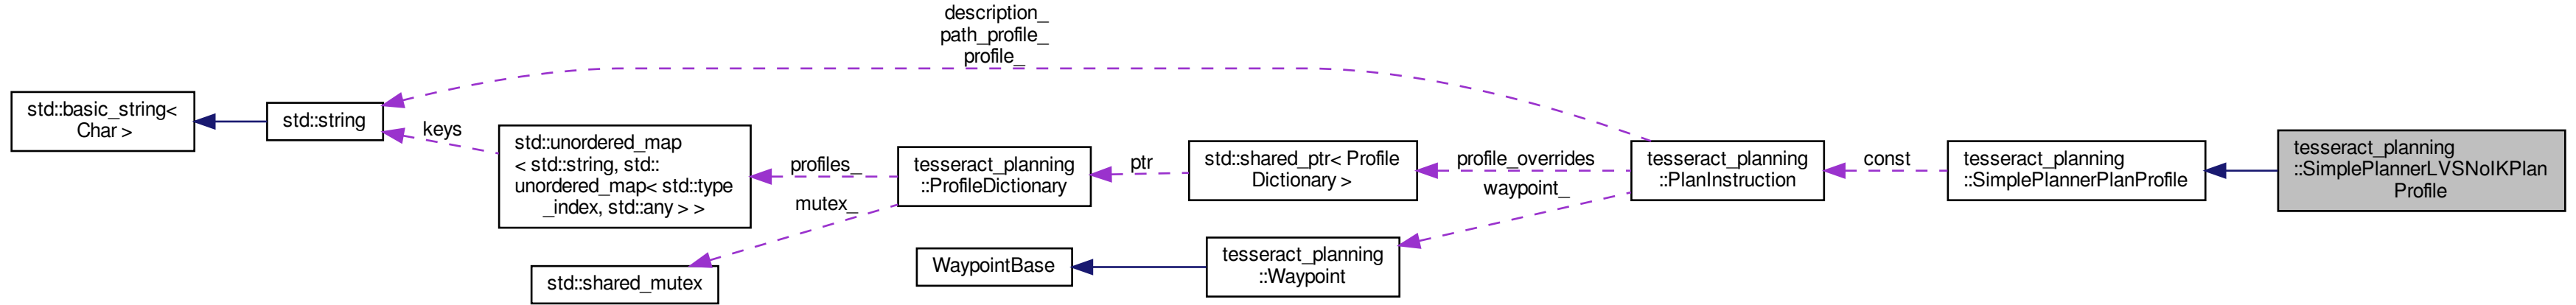 description_
path_profile_
profile_
std::basic_string<
Char >
std::string
keys
std::unordered_map
< std::string, std::
unordered_map< std::type
_index, std::any > >
profiles_
mutex_
std::shared_mutex
tesseract_planning
::ProfileDictionary
ptr
std::shared_ptr< Profile
Dictionary >
profile_overrides
waypoint_
WaypointBase
tesseract_planning
::Waypoint
tesseract_planning
::PlanInstruction
const
tesseract_planning
::SimplePlannerPlanProfile
tesseract_planning
::SimplePlannerLVSNoIKPlan
Profile